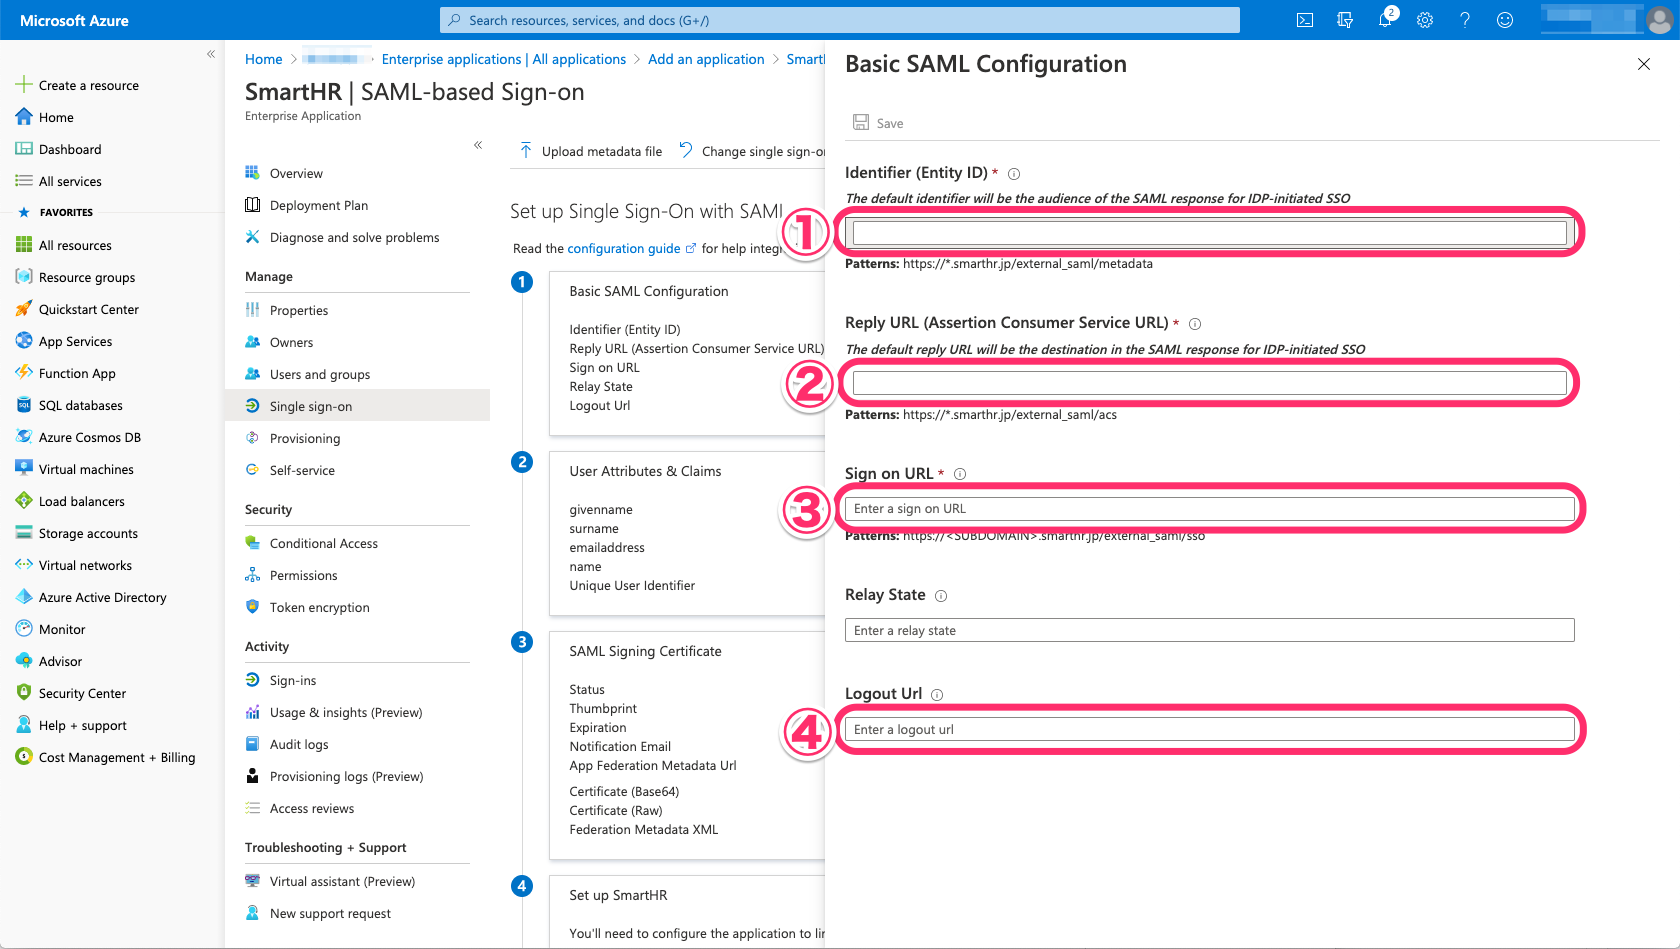 Microsoft Azure
Search resources, services, and docs (G+/)
2
Create a resource
Home
Dashboard
All services
FAVORITES
All resources
Resource groups
Quickstart Center
App Services
Function App
SQL databases
Azure Cosmos DB
Virtual machines
Load balancers
Storage accounts
Virtual networks
Azure Active Directory
Monitor
Advisor
Security Center
Help + support
Cost Management + Billing
Home
Enterprise applications | All applications
Add an application
SmartH
SmartHR | SAML-based Sign-on
Enterprise Application
Overview
Deployment Plan
Diagnose and solve problems
Manage
Properties
Owners
Users and groups
Single sign-on
Provisioning
Self-service
Security
Conditional Access
Permissions
Token encryption
Activity
Sign-ins
Usage & insights (Preview)
Audit logs
Provisioning logs (Preview)
Access reviews
Troubleshooting + Support
Virtual assistant (Preview)
New support request
Upload metadata file
Change single sign-on
Set up Single Sign-On with SAML
Read the configuration guide for help integ
1
Basic SAML Configuration
Identifier (Entity ID)
Reply URL (Assertion Consumer Service URL)
Sign on URL
Relay State
Logout Url
2
User Attributes & Claims
givenname
surname
emailaddress
name
Unique User Identifier
3
SAML Signing Certificate
Status
Thumbprint
Expiration
Notification Email
App Federation Metadata Url
Certificate (Base64)
Certificate (Raw)
Federation Metadata XML
4
Set up SmartHR
You'll need to configure the application to lin
Basic SAML Configuration
Save
Identifier (Entity ID) *
The default identifier will be the audience of the SAML response for IDP-initiated SSO
①
Patterns: https://*.smarthr.jp/external_saml/metadata
Reply URL (Assertion Consumer Service URL) *
The default reply URL will be the destination in the SAML response for IDP-initiated SSO
②
Patterns: https://*.smarthr.jp/external_saml/acs
Sign on URL *
③
Enter a sign on URL
Patterns: https://<SUBDOMAIN>.smarthr.jp/external_saml/sso
Relay State
Enter a relay state
Logout Url
④
Enter a logout url